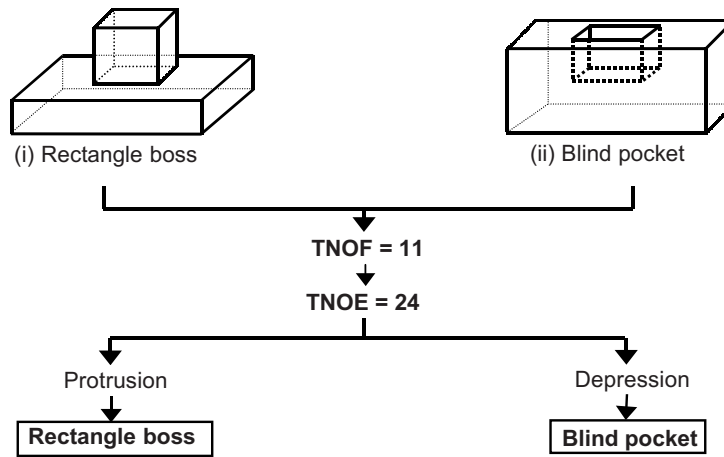 (i) Rectangle boss
(ii) Blind pocket
TNOF = 11
TNOE = 24
Protrusion
Depression
Rectangle boss
Blind pocket